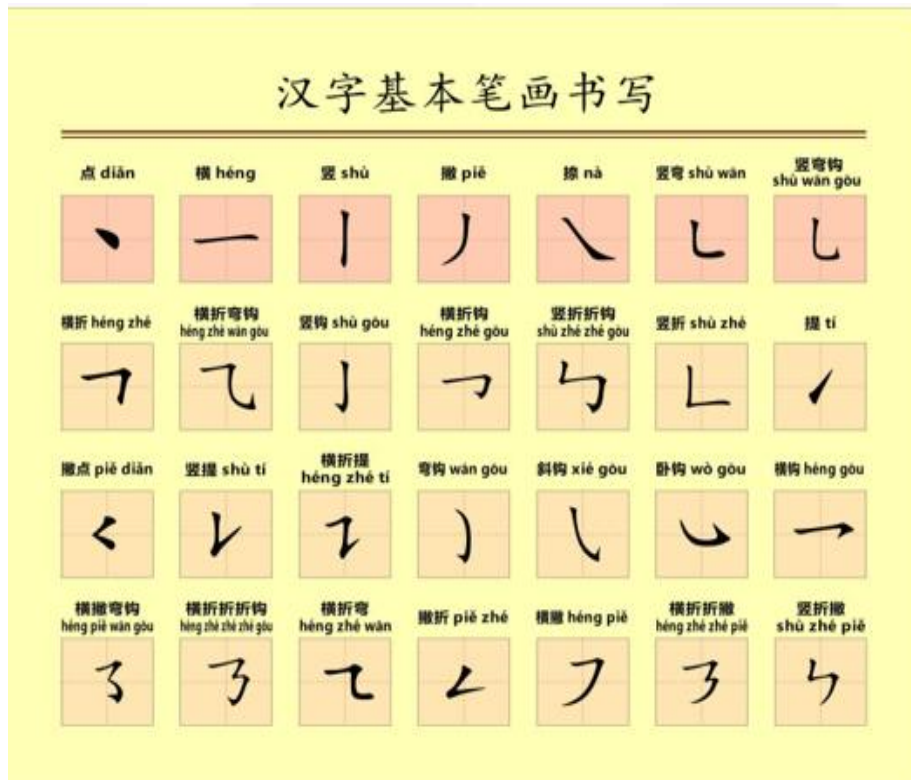 汉字基本笔画书写
点 diǎn 横 héng 竖 shù 撇 piě 捺 nà 竖弯 shù wān 竖弯钩 shù wān gōu
丶 一 丨 丿 ㇏ ㄴ 乚
横折 héng zhé 横折弯钩 héng zhé wān gōu 竖钩 shù gōu 横折钩 héng zhé gōu 竖折折钩 shù zhé zhé gōu 竖折 shù zhé 提 tí
𠃍 ㇈ 亅 ㇆ ㇉ 𠃊 ㇀
撇点 piě diǎn 竖提 shù tí 横折提 héng zhé tí 弯钩 wān gōu 斜钩 xié gōu 卧钩 wò gōu 横钩 héng gōu
㇛ ㇙ ㇊ ㇁ ㇂ ㇃ ㇖
横撇弯钩 héng piě wān gōu 横折折折钩 héng zhé zhé zhé gōu 横折弯 héng zhé wān 撇折 piě zhé 横撇 héng piě 横折折撇 héng zhé zhé piě 竖折撇 shù zhé piě
㇌ ㇡ ㇍ ㇜ ㇇ ㇋ ㇞